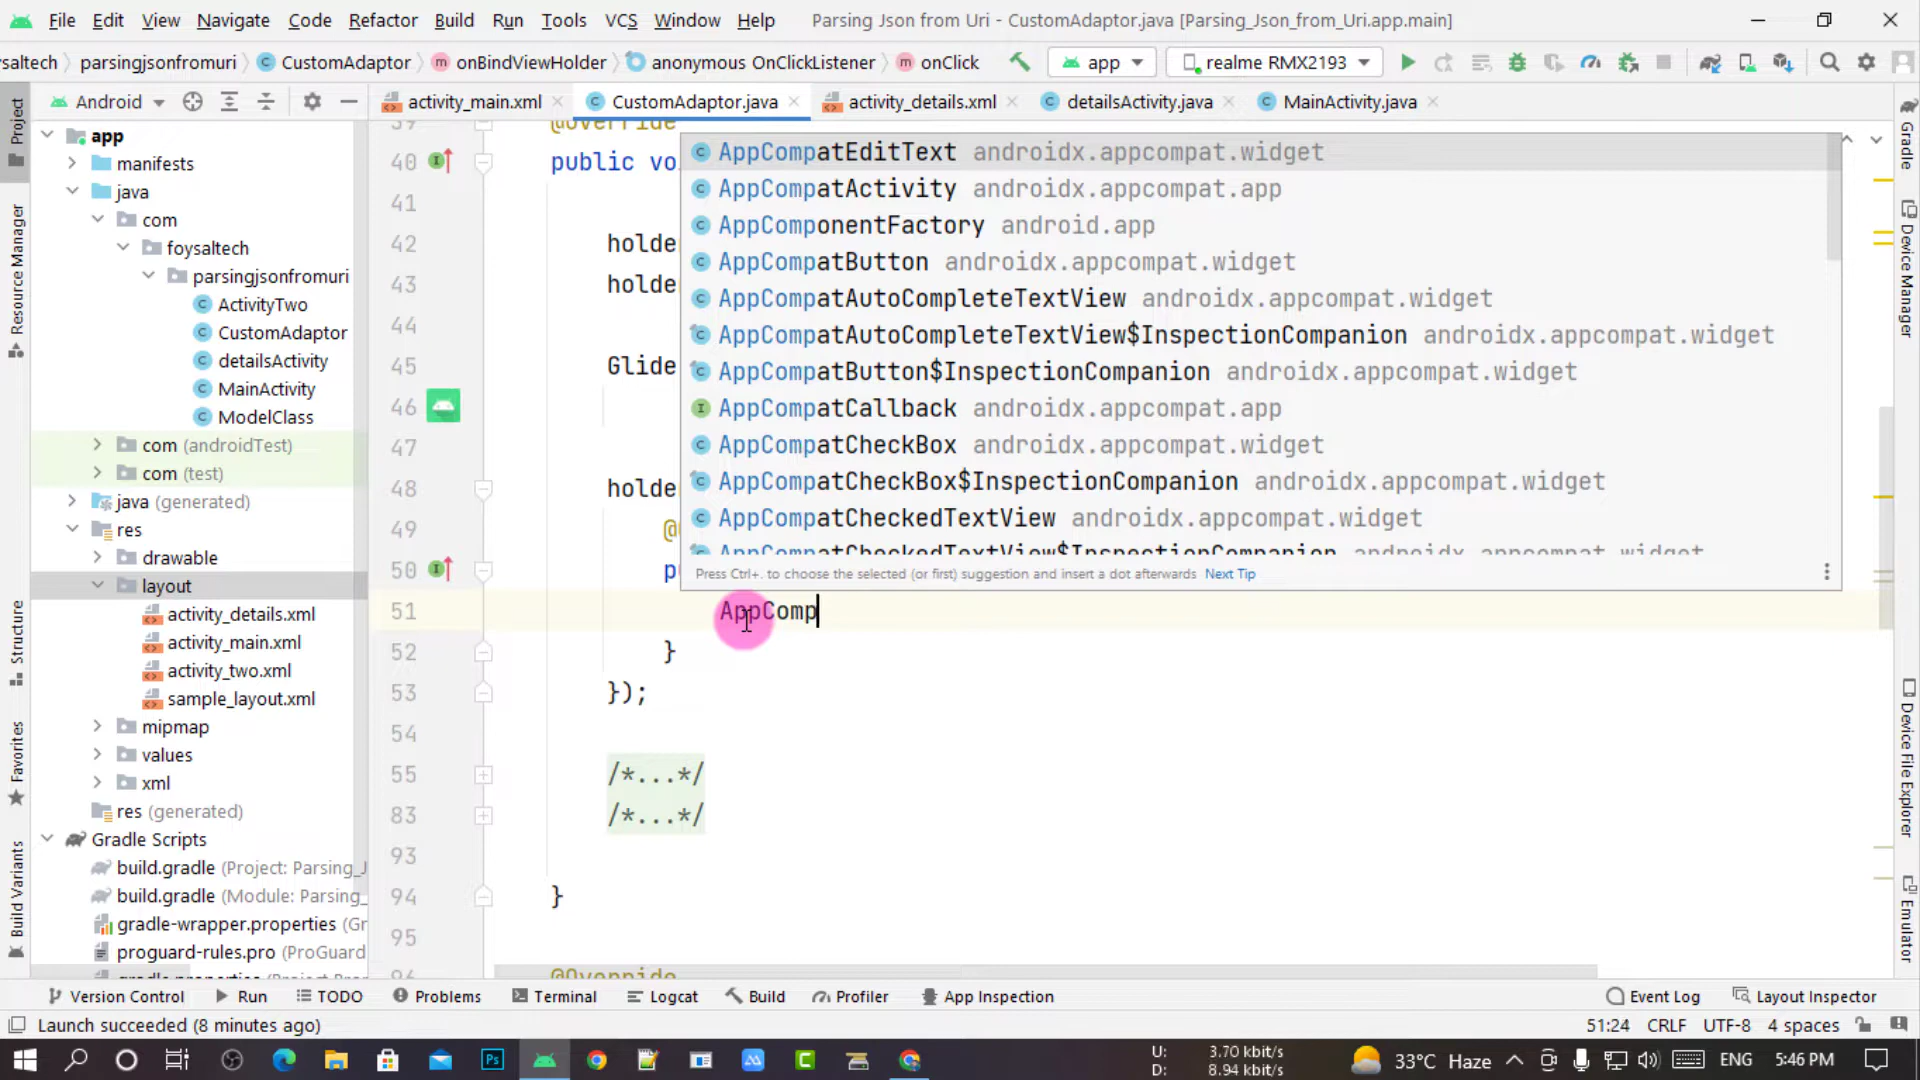 File Edit View Navigate Code Refactor Build Run Tools VCS Window Help Parsing Json from Uri - CustomAdaptor.java [Parsing_Json_from_Uri.app.main]
saltech parsingjsonfromuri CustomAdaptor onBindViewHolder anonymous OnClickListener onClick app realme RMX2193
Android activity_main.xml CustomAdaptor.java activity_details.xml detailsActivity.java MainActivity.java
Project
Resource Manager
Structure
Favorites
Build Variants
app
manifests
java
com
foysaltech
parsingjsonfromuri
ActivityTwo
CustomAdaptor
detailsActivity
MainActivity
ModelClass
com (androidTest)
com (test)
java (generated)
res
drawable
layout
activity_details.xml
activity_main.xml
activity_two.xml
sample_layout.xml
mipmap
values
xml
res (generated)
Gradle Scripts
build.gradle (Project: Parsing_J
build.gradle (Module: Parsing_
gradle-wrapper.properties (Gr
proguard-rules.pro (ProGuard
39 @Override
40 public vo
41
42 holde
43 holde
44
45 Glide
46
47
48 holde
49 @
50 p
51 AppComp
52 }
53 });
54
55 /*...*/
83 /*...*/
93
94 }
95
96 @Override
AppCompatEditText androidx.appcompat.widget
AppCompatActivity androidx.appcompat.app
AppComponentFactory android.app
AppCompatButton androidx.appcompat.widget
AppCompatAutoCompleteTextView androidx.appcompat.widget
AppCompatAutoCompleteTextView$InspectionCompanion androidx.appcompat.widget
AppCompatButton$InspectionCompanion androidx.appcompat.widget
AppCompatCallback androidx.appcompat.app
AppCompatCheckBox androidx.appcompat.widget
AppCompatCheckBox$InspectionCompanion androidx.appcompat.widget
AppCompatCheckedTextView androidx.appcompat.widget
AppCompatCheckedTextView$InspectionCompanion androidx.appcompat.widget
Press Ctrl+. to choose the selected (or first) suggestion and insert a dot afterwards Next Tip
Gradle
Device Manager
Device File Explorer
Emulator
Version Control Run TODO Problems Terminal Logcat Build Profiler App Inspection Event Log Layout Inspector
Launch succeeded (8 minutes ago) 51:24 CRLF UTF-8 4 spaces
U: 3.70 kbit/s
D: 8.94 kbit/s
33°C Haze ENG 5:46 PM